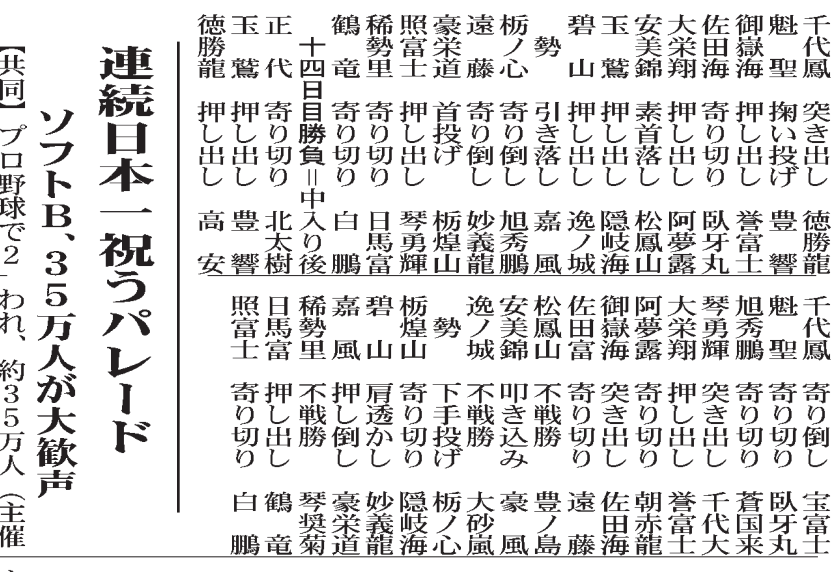 千代鳳 突き出し 徳勝龍
魁聖 掬い投げ 豊響
御嶽海 押し出し 誉富士
佐田海 寄り切り 臥牙丸
大栄翔 押し出し 阿夢露
安美錦 素首落し 松鳳山
玉鷲 押し出し 隠岐海
碧山 押し出し 逸ノ城
勢 引き落し 嘉風
栃ノ心 寄り倒し 旭秀鵬
遠藤 寄り倒し 妙義龍
豪栄道 首投げ 栃煌山
照富士 押し出し 琴勇輝
稀勢里 寄り切り 日馬富
鶴竜 寄り切り 白鵬
十四日目勝負＝中入り後
正代 寄り切り 北太樹
玉鷲 押し出し 豊響
徳勝龍 押し出し 高安
千代鳳 寄り倒し 宝富士
魁聖 寄り切り 臥牙丸
旭秀鵬 寄り切り 蒼国来
琴勇輝 突き出し 千代大
大栄翔 押し出し 誉富士
阿夢露 寄り切り 朝赤龍
御嶽海 突き出し 佐田海
佐田富 寄り切り 遠藤
松鳳山 不戦勝 豊ノ島
安美錦 叩き込み 豪風
逸ノ城 不戦勝 大砂嵐
勢 下手投げ 栃ノ心
栃煌山 寄り切り 隠岐海
碧山 肩透かし 妙義龍
嘉風 押し倒し 豪栄道
稀勢里 不戦勝 琴奨菊
日馬富 押し出し 鶴竜
照富士 寄り切り 白鵬
連続日本一祝うパレード
ソフトB、35万人が大歓声
【共同】プロ野球で2
われ、約35万人（主催